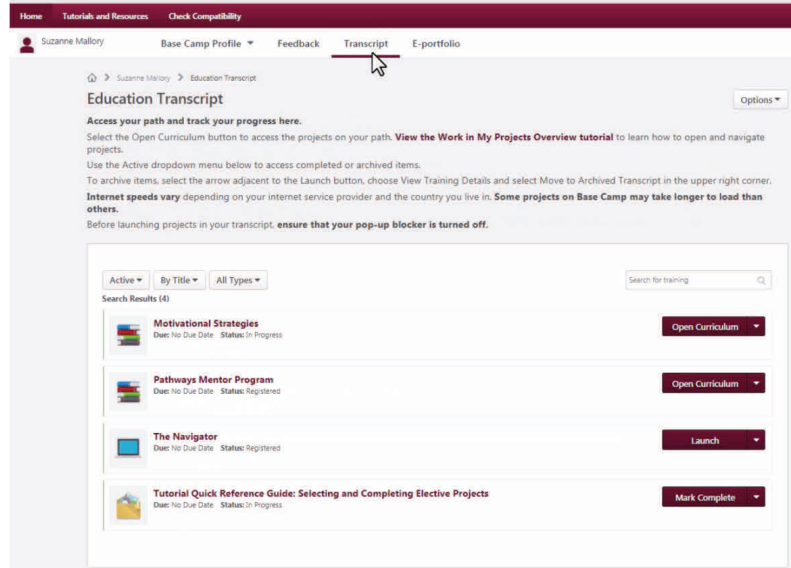 Home Tutorials and Resources Check Compatibility
Suzanne Mallory Base Camp Profile Feedback Transcript E-portfolio
Suzanne Mallory Education Transcript
Education Transcript
Options
Access your path and track your progress here.
Select the Open Curriculum button to access the projects on your path. View the Work in My Projects Overview tutorial to learn how to open and navigate
projects.
Use the Active dropdown menu below to access completed or archived items.
To archive items, select the arrow adjacent to the Launch button, choose View Training Details and select Move to Archived Transcript in the upper right corner.
Internet speeds vary depending on your internet service provider and the country you live in. Some projects on Base Camp may take longer to load than
others.
Before launching projects in your transcript, ensure that your pop-up blocker is turned off.
Active By Title All Types Search for training
Search Results (4)
Motivational Strategies
Due: No Due Date Status: In Progress
Open Curriculum
Pathways Mentor Program
Due: No Due Date Status: Registered
Open Curriculum
The Navigator
Due: No Due Date Status: Registered
Launch
Tutorial Quick Reference Guide: Selecting and Completing Elective Projects
Due: No Due Date Status: In Progress
Mark Complete